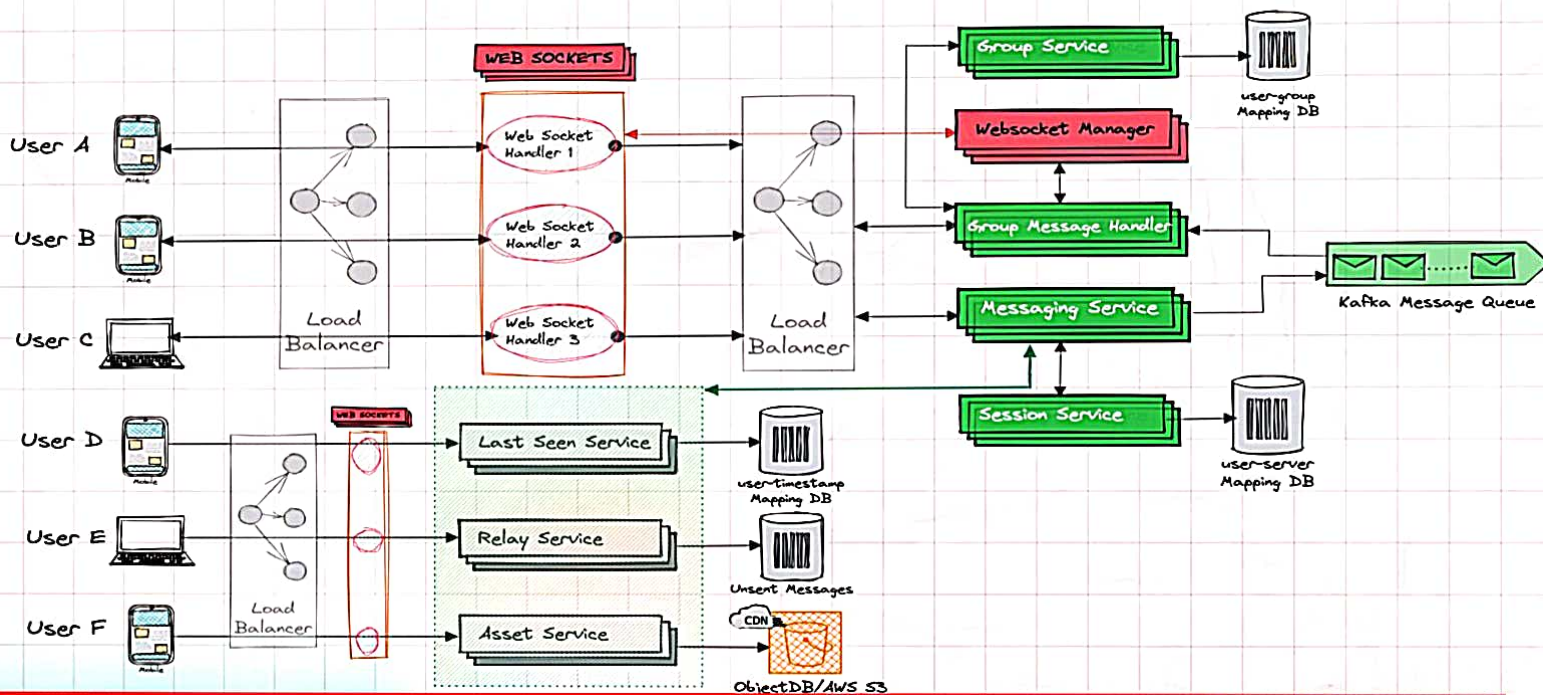 WEB SOCKETS
Group Service
user-group
Mapping DB
User A
Mobile
Web Socket
Handler 1
Websocket Manager
User B
Mobile
Web Socket
Handler 2
Group Message Handler
Kafka Message Queue
User C
Load
Balancer
Web Socket
Handler 3
Load
Balancer
Messaging Service
Session Service
user-server
Mapping DB
User D
Mobile
WEB SOCKETS
Last Seen Service
user-timestamp
Mapping DB
User E
Relay Service
Unsent Messages
User F
Mobile
Load
Balancer
Asset Service
CDN
ObjectDB/AWS S3